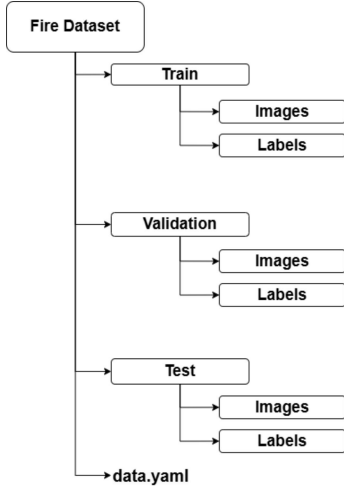 Fire Dataset
Train
Images
Labels
Validation
Images
Labels
Test
Images
Labels
data.yaml